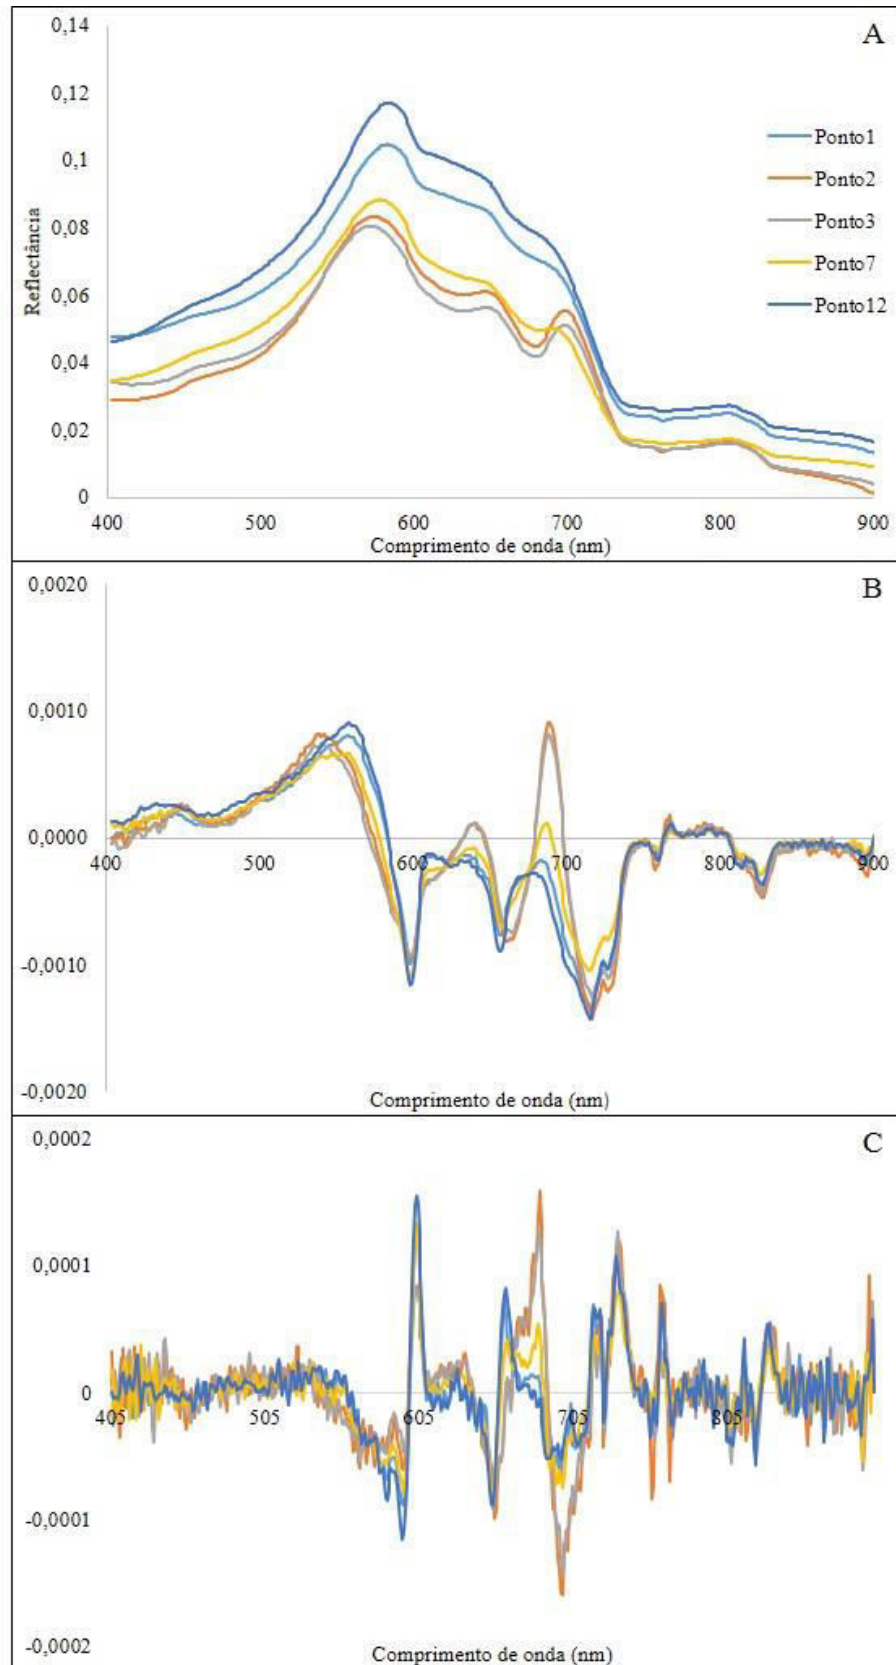 A
0,14
0,12
0,1
0,08
0,06
0,04
0,02
0
Reflectância
Ponto1
Ponto2
Ponto3
Ponto7
Ponto12
400 500 600 700 800 900
Comprimento de onda (nm)
B
0,0020
0,0010
0,0000
-0,0010
-0,0020
400 500 600 700 800 900
Comprimento de onda (nm)
C
0,0002
0,0001
0
-0,0001
-0,0002
405 505 605 705 805
Comprimento de onda (nm)